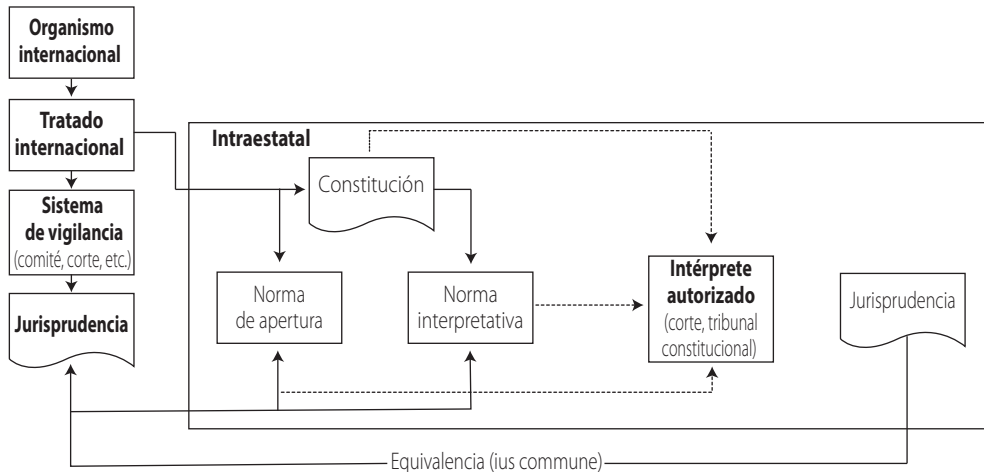 Organismo
internacional
Tratado
internacional
Sistema
de vigilancia
(comité, corte, etc.)
Jurisprudencia
Intraestatal
Constitución
Norma
de apertura
Norma
interpretativa
Intérprete
autorizado
(corte, tribunal
constitucional)
Jurisprudencia
Equivalencia (ius commune)